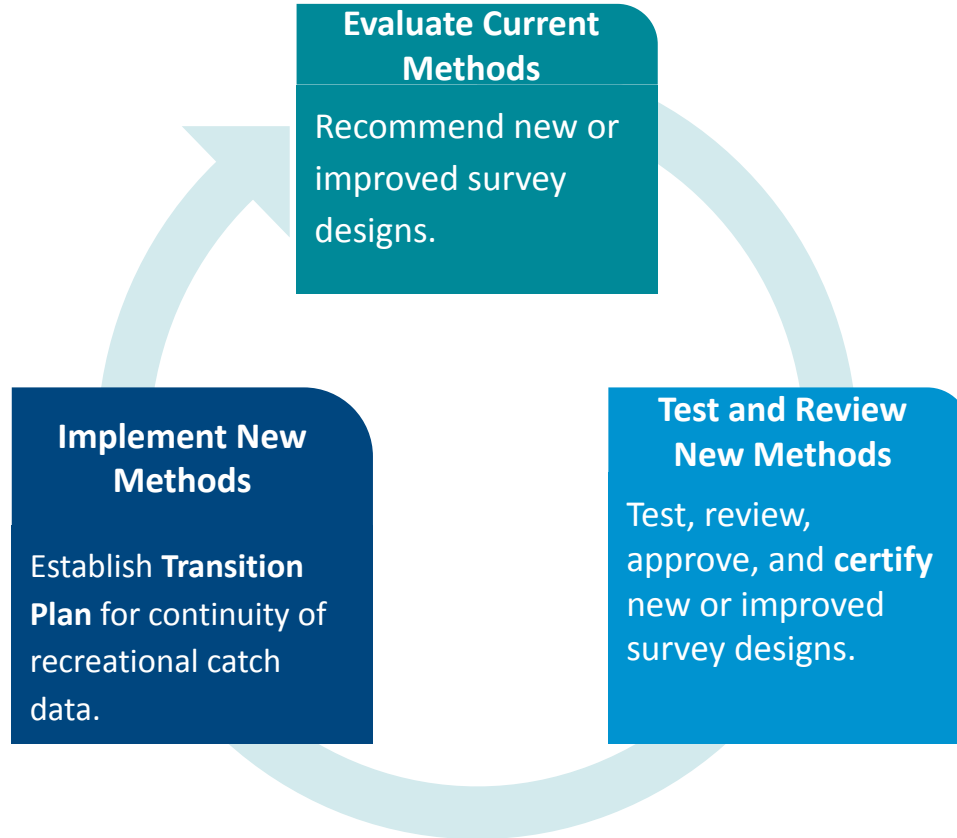 Evaluate Current
Methods
Recommend new or
improved survey
designs.
Test and Review
New Methods
Test, review,
approve, and certify
new or improved
survey designs.
Implement New
Methods
Establish Transition
Plan for continuity of
recreational catch
data.